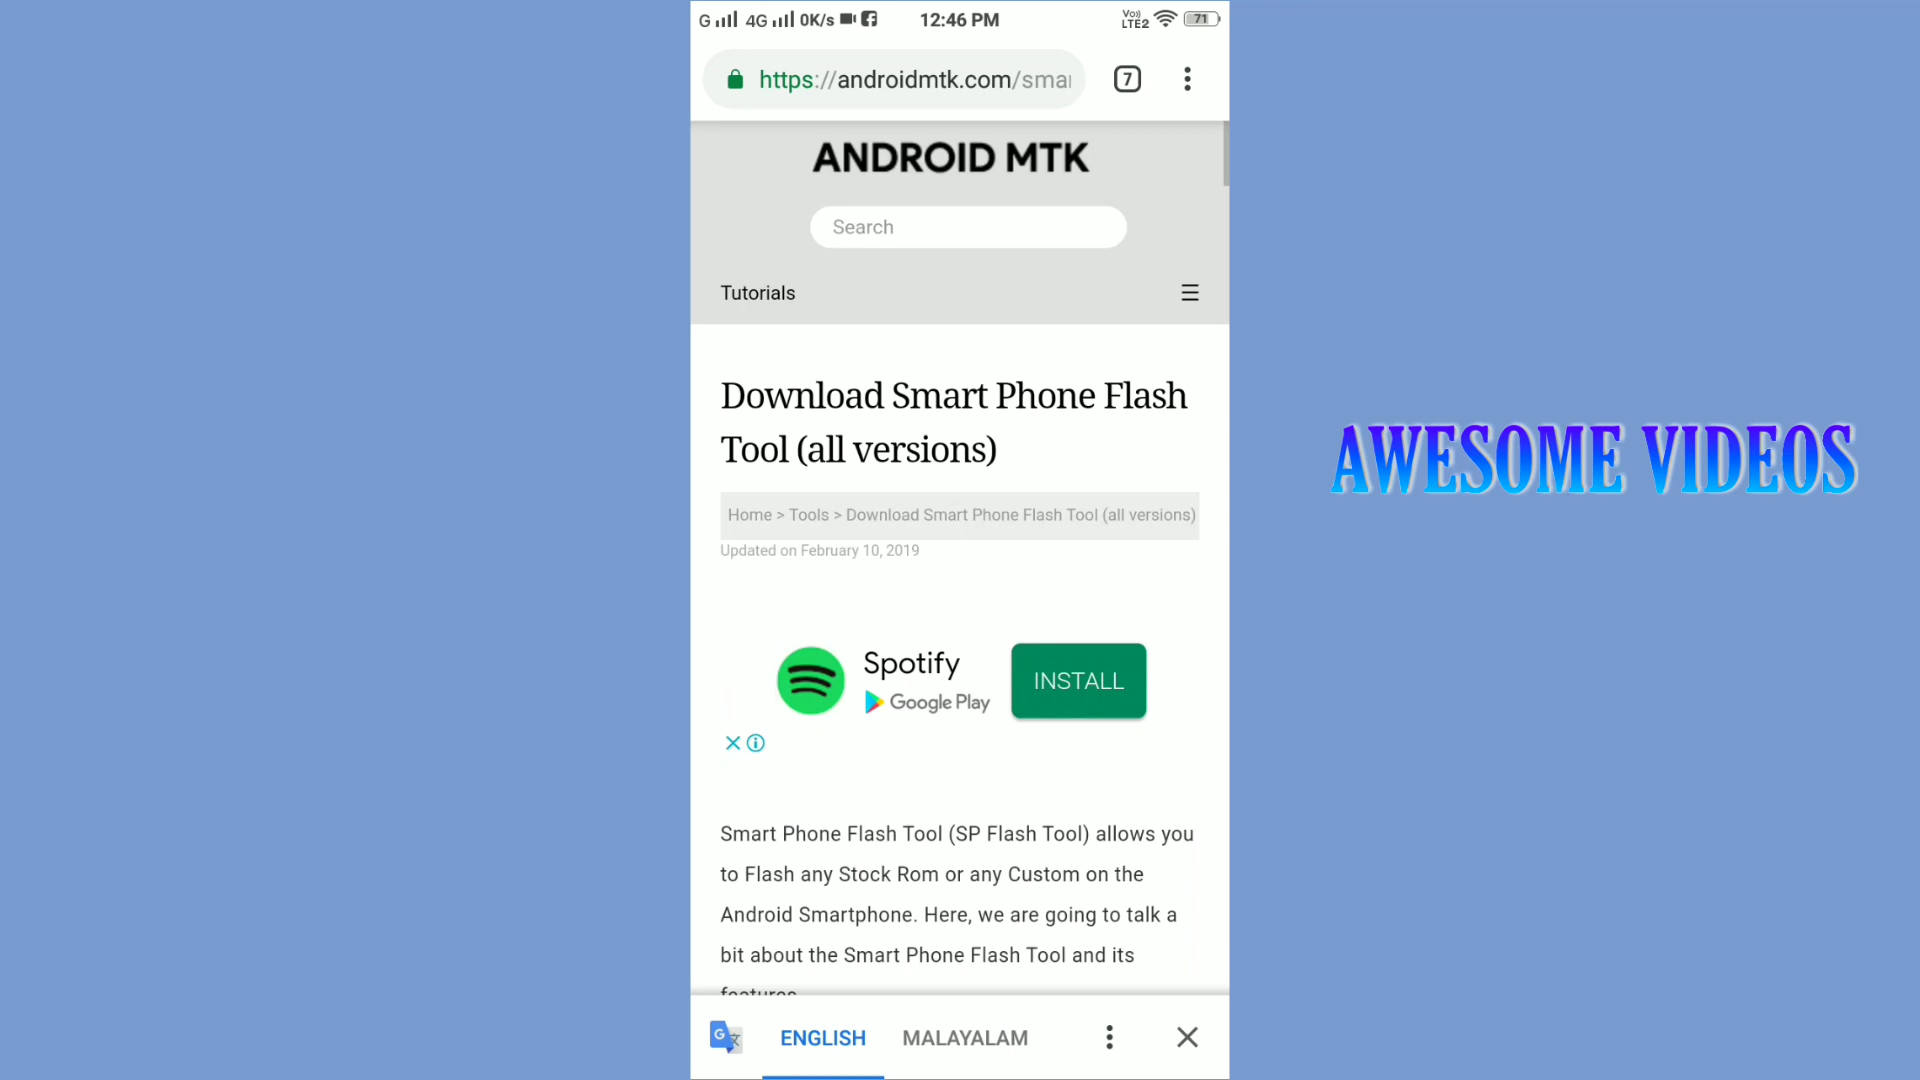 G 4G 0K/s 12:46 PM Vo)) LTE2 71
https://androidmtk.com/smar
7
ANDROID MTK
Search
Tutorials
Download Smart Phone Flash
Tool (all versions)
Home > Tools > Download Smart Phone Flash Tool (all versions)
Updated on February 10, 2019
Spotify
Google Play
INSTALL
Smart Phone Flash Tool (SP Flash Tool) allows you
to Flash any Stock Rom or any Custom on the
Android Smartphone. Here, we are going to talk a
bit about the Smart Phone Flash Tool and its
features.
ENGLISH MALAYALAM
AWESOME VIDEOS